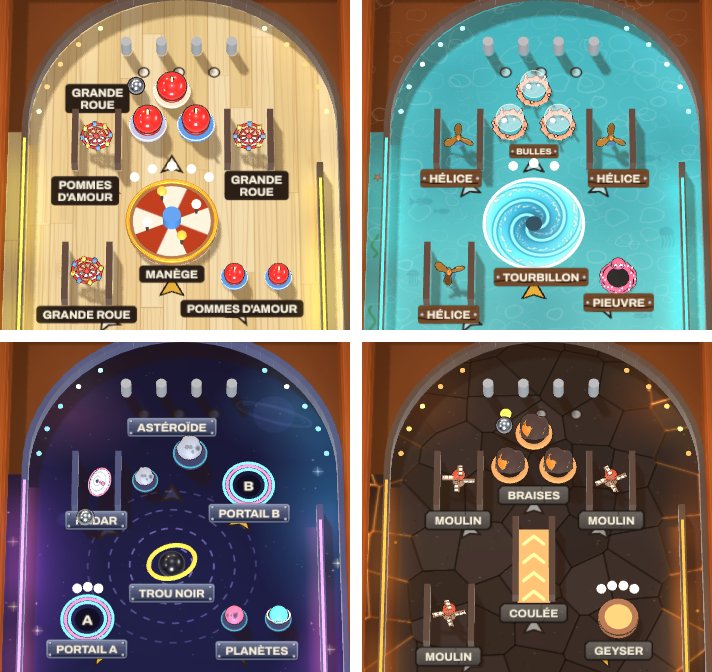 GRANDE
ROUE
POMMES
D'AMOUR
GRANDE
ROUE
MANÈGE
GRANDE ROUE
POMMES D'AMOUR
BULLES
HÉLICE
HÉLICE
TOURBILLON
HÉLICE
PIEUVRE
ASTÉROÏDE
B
PORTAIL B
TROU NOIR
A
PORTAIL A
PLANÈTES
BRAISES
MOULIN
MOULIN
COULÉE
MOULIN
GEYSER